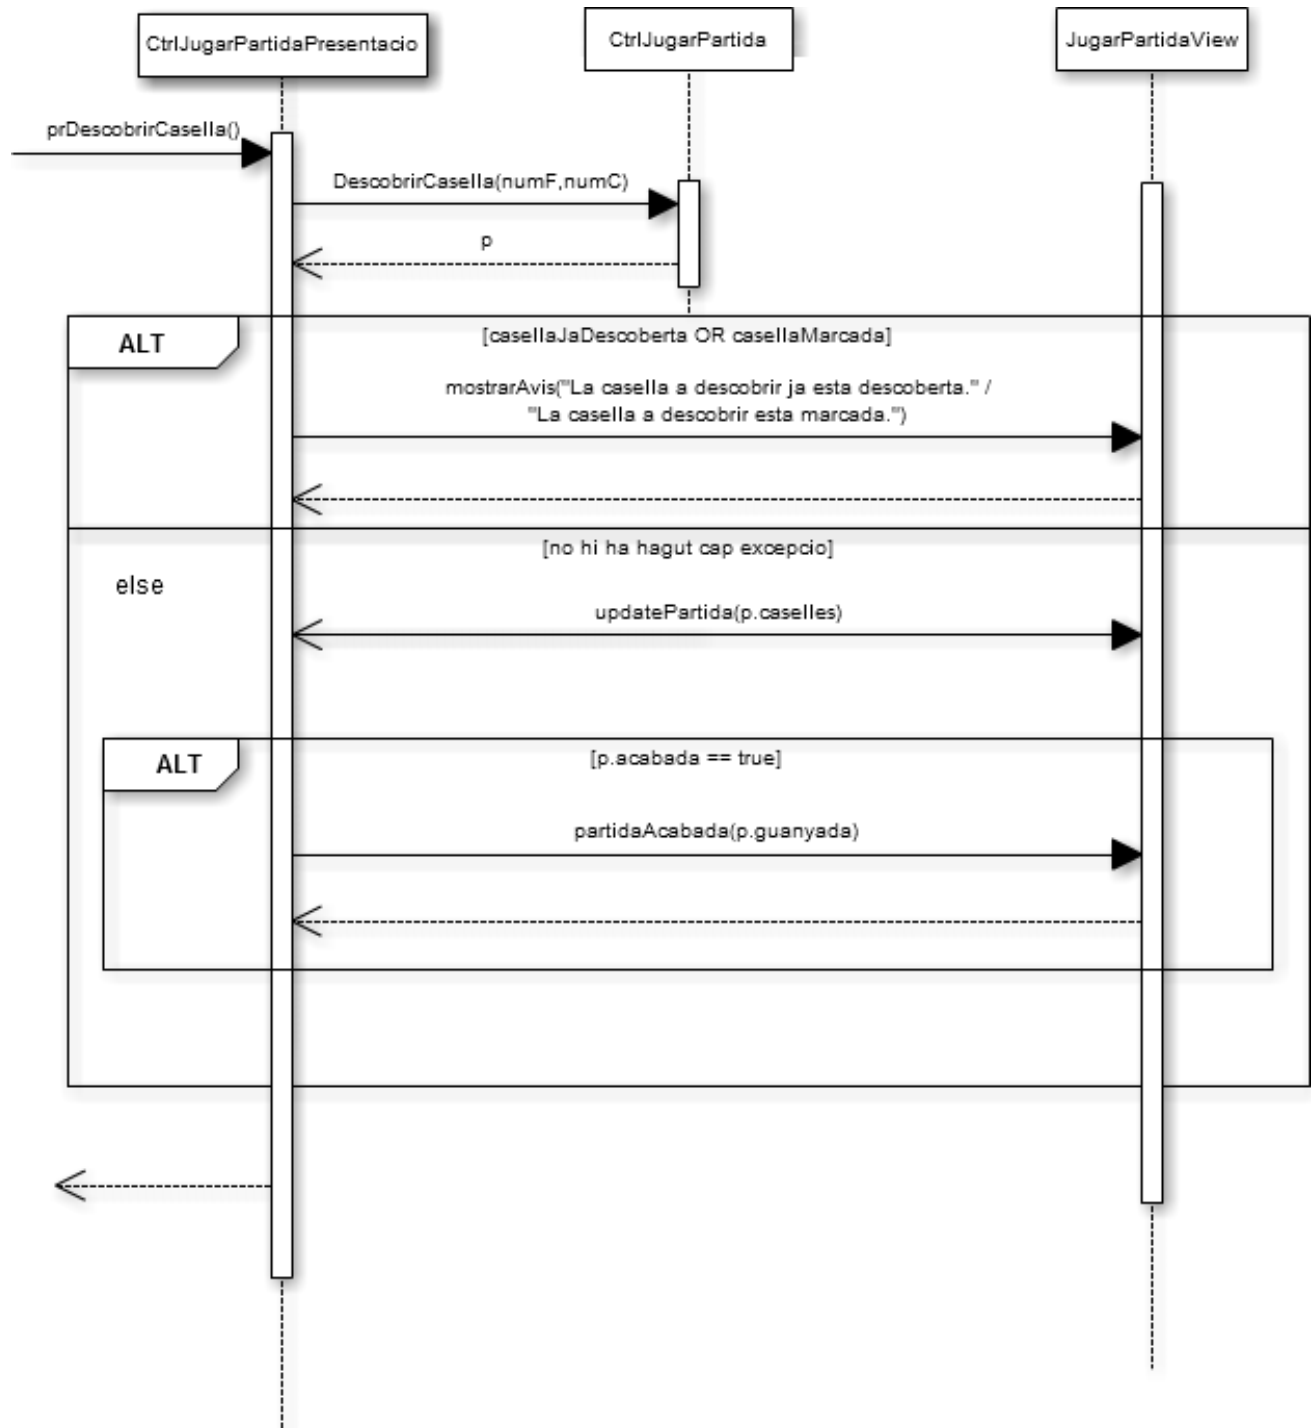 CtrlJugarPartidaPresentacio
CtrlJugarPartida
JugarPartidaView
prDescobrirCasella()
DescobrirCasella(numF,numC)
p
ALT
[casellaJaDescoberta OR casellaMarcada]
mostrarAvis("La casella a descobrir ja esta descoberta." /
"La casella a descobrir esta marcada.")
[no hi ha hagut cap excepcio]
else
updatePartida(p.caselles)
ALT
[p.acabada == true]
partidaAcabada(p.guanyada)